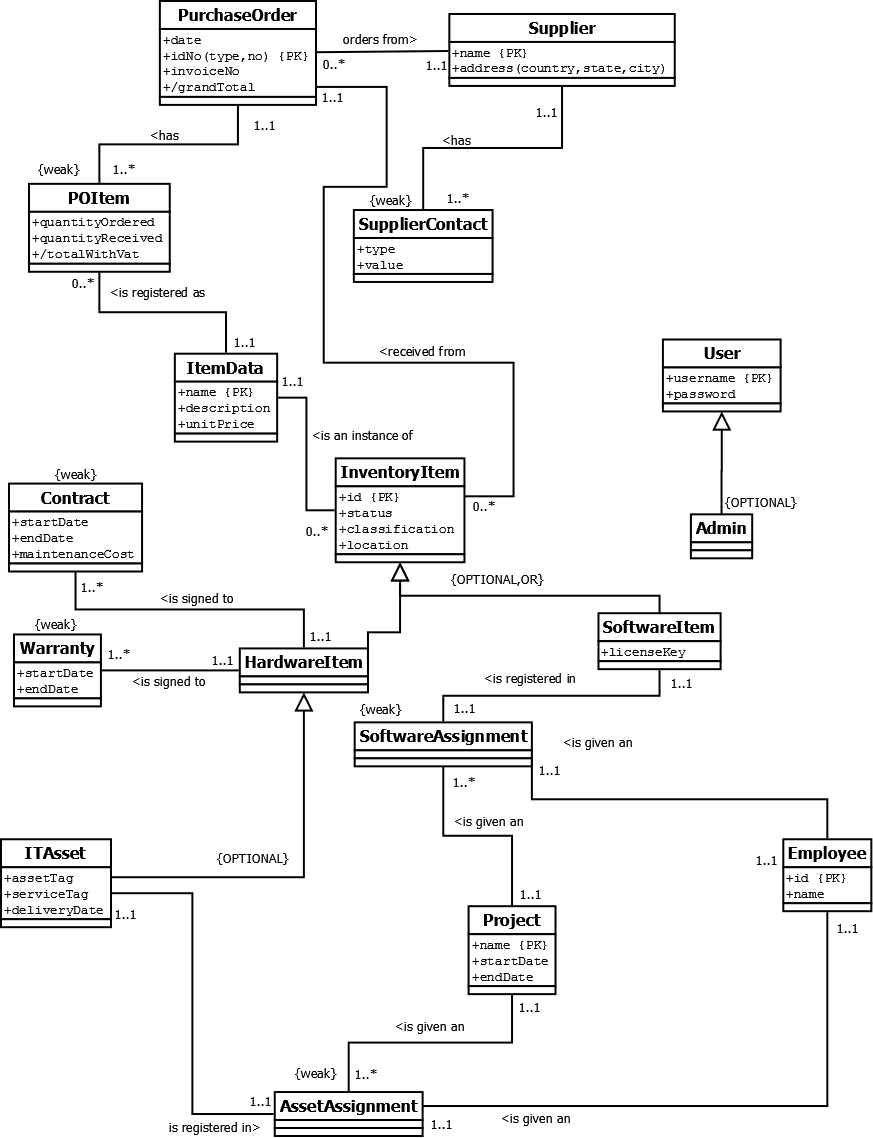 PurchaseOrder
+date
+idNo(type,no) {PK}
+invoiceNo
+/grandTotal
orders from>
0..*
1..1
Supplier
+name {PK}
+address(country,state,city)
1..1
1..1
<has
1..1
<has
{weak}
1..*
POItem
+quantityOrdered
+quantityReceived
+/totalWithVat
{weak}
1..*
SupplierContact
+type
+value
0..*
<is registered as
1..1
<received from
ItemData
+name {PK}
+description
+unitPrice
1..1
<is an instance of
User
+username {PK}
+password
{OPTIONAL}
Admin
InventoryItem
+id {PK}
+status
+classification
+location
0..*
0..*
{weak}
Contract
+startDate
+endDate
+maintenanceCost
1..*
<is signed to
1..1
{OPTIONAL,OR}
SoftwareItem
+licenseKey
{weak}
Warranty
+startDate
+endDate
1..*
1..1
<is signed to
HardwareItem
<is registered in
1..1
{weak}
1..1
SoftwareAssignment
<is given an
1..1
1..*
<is given an
ITAsset
+assetTag
+serviceTag
+deliveryDate
{OPTIONAL}
1..1
1..1
Employee
+id {PK}
+name
1..1
1..1
Project
+name {PK}
+startDate
+endDate
1..1
<is given an
{weak}
1..*
1..1
AssetAssignment
is registered in>
1..1
<is given an